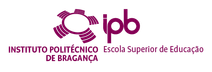 ipb
INSTITUTO POLITÉCNICO DE BRAGANÇA
Escola Superior de Educação